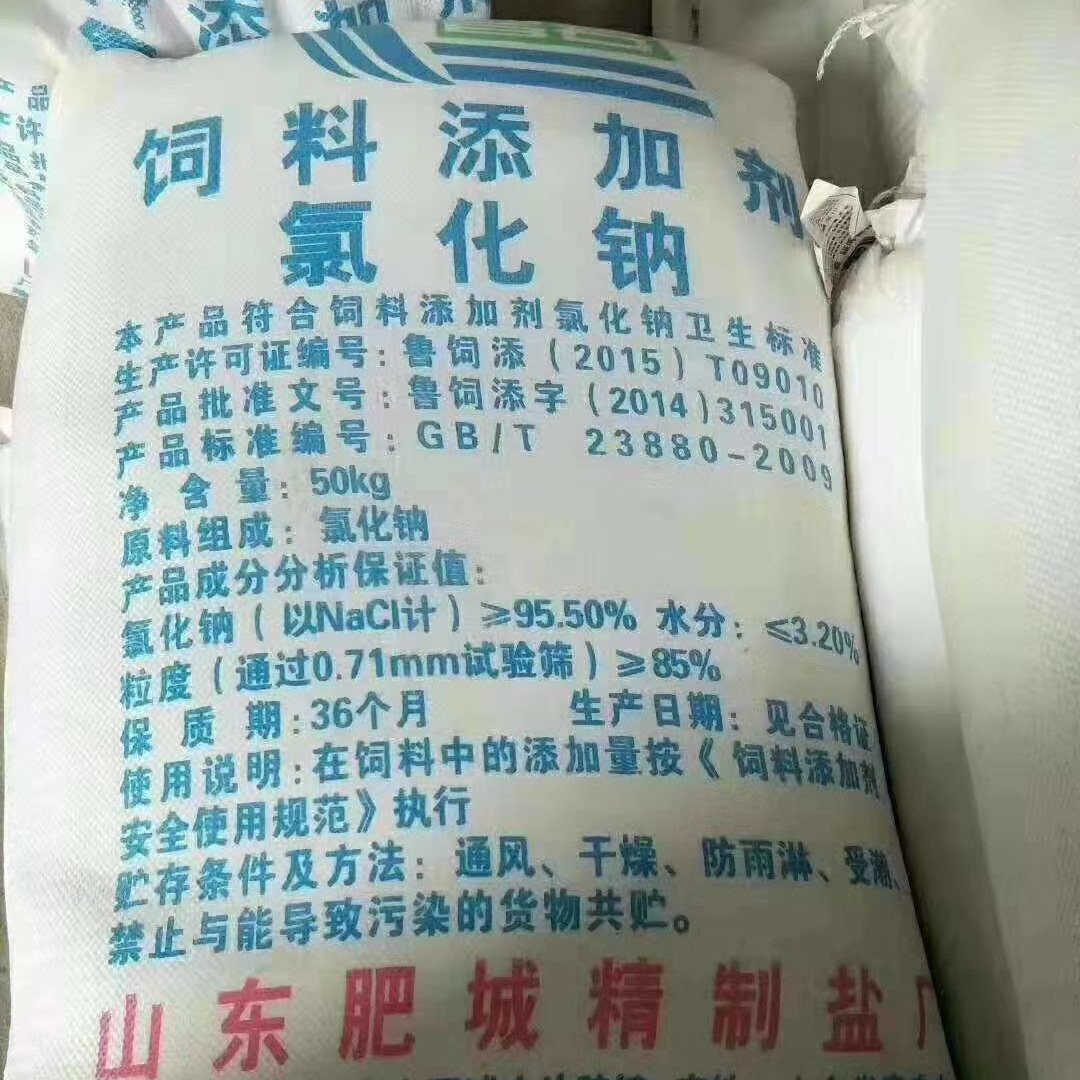 添加
饲料添加剂
氯化钠
本产品符合饲料添加剂氯化钠卫生标准
生产许可证编号:鲁饲添(2015)T09010
产品批准文号:鲁饲添字(2014)315001
产品标准编号:GB/T 23880-2009
净含量:50kg
原料组成:氯化钠
产品成分分析保证值:
氯化钠(以NaCl计)≥95.50% 水分:≤3.20%
粒度(通过0.71mm试验筛)≥85%
保质期:36个月 生产日期:见合格证
使用说明:在饲料中的添加量按《饲料添加剂
安全使用规范》执行
贮存条件及方法:通风、干燥、防雨淋、受潮、
禁止与能导致污染的货物共贮。
山东肥城精制盐厂